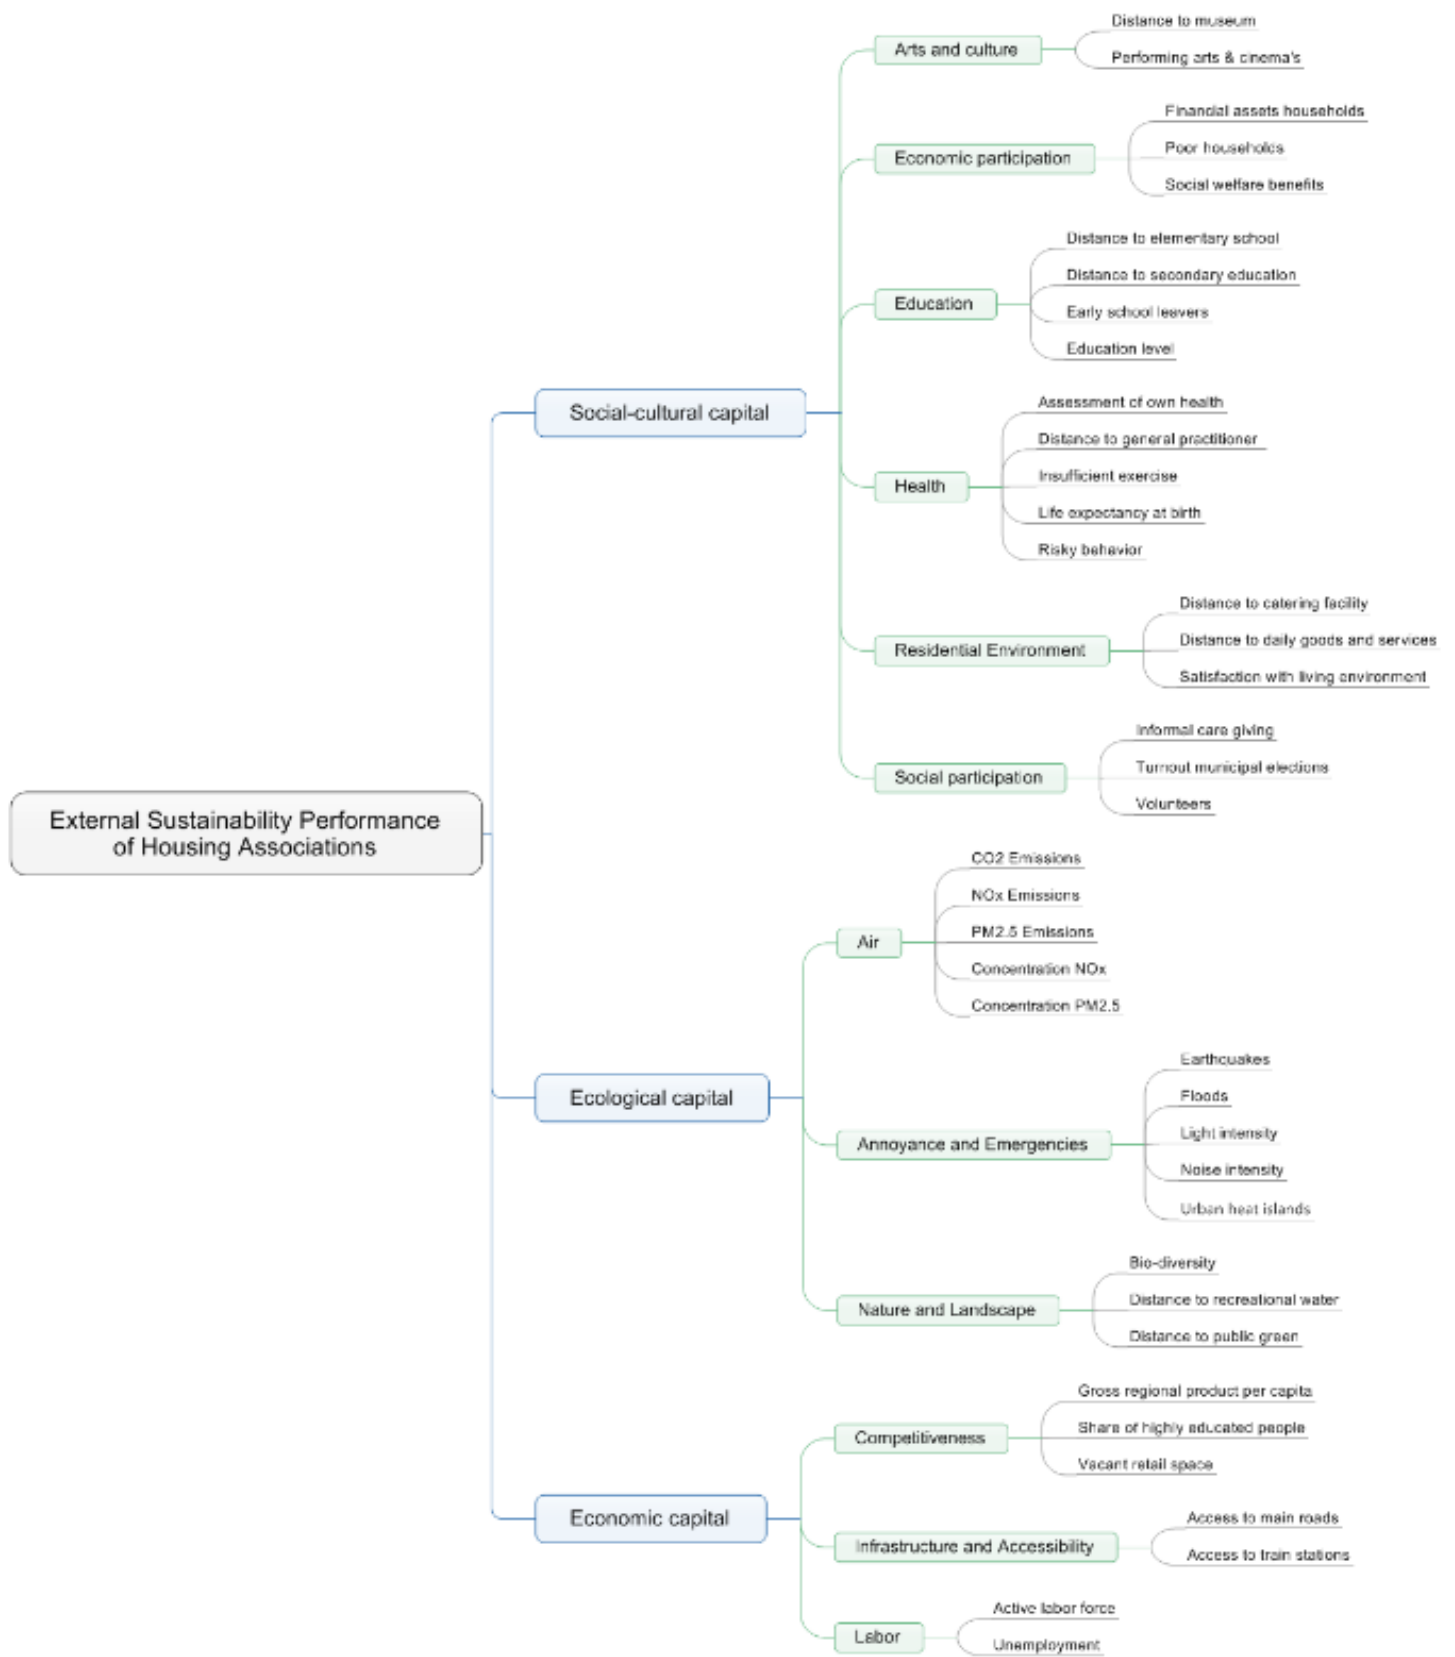 External Sustainability Performance
of Housing Associations
Social-cultural capital
Arts and culture
Distance to museum
Performing arts & cinema's
Economic participation
Financial assets households
Poor households
Social welfare benefits
Education
Distance to elementary school
Distance to secondary education
Early school leavers
Education level
Health
Assessment of own health
Distance to general practitioner
Insufficient exercise
Life expectancy at birth
Risky behavior
Residential Environment
Distance to catering facility
Distance to daily goods and services
Satisfaction with living environment
Social participation
Informal care giving
Turnout municipal elections
Volunteers
Ecological capital
Air
CO2 Emissions
NOx Emissions
PM2.5 Emissions
Concentration NOx
Concentration PM2.5
Annoyance and Emergencies
Earthquakes
Floods
Light intensity
Noise intensity
Urban heat islands
Nature and Landscape
Bio-diversity
Distance to recreational water
Distance to public green
Economic capital
Competitiveness
Gross regional product per capita
Share of highly educated people
Vacant retail space
Infrastructure and Accessibility
Access to main roads
Access to train stations
Labor
Active labor force
Unemployment